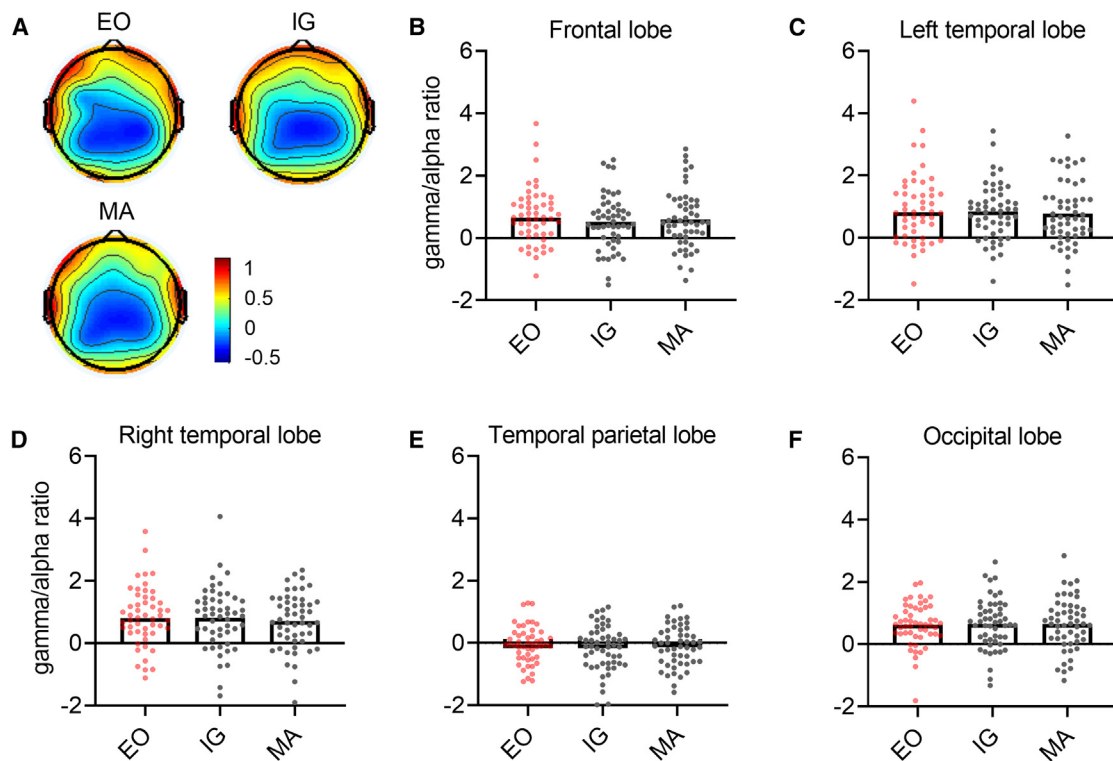 A
EO
IG
MA
1
0.5
0
-0.5
B
Frontal lobe
gamma/alpha ratio
6
4
2
0
-2
EO
IG
MA
C
Left temporal lobe
6
4
2
0
-2
EO
IG
MA
D
Right temporal lobe
gamma/alpha ratio
6
4
2
0
-2
EO
IG
MA
E
Temporal parietal lobe
6
4
2
0
-2
EO
IG
MA
F
Occipital lobe
6
4
2
0
-2
EO
IG
MA